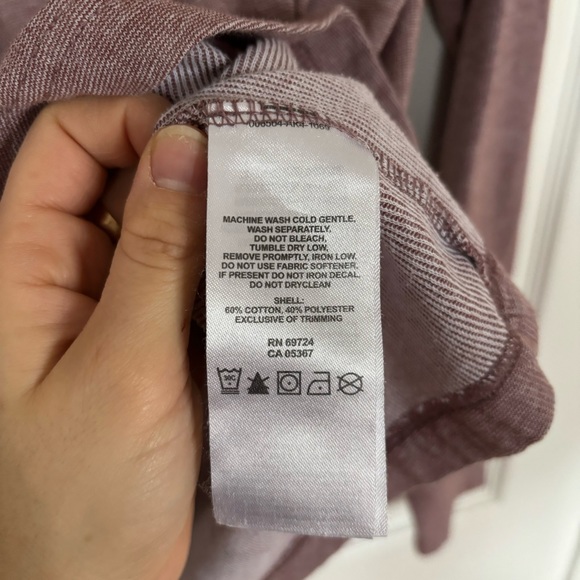 MACHINE WASH COLD GENTLE,
WASH SEPARATELY,
DO NOT BLEACH,
TUMBLE DRY LOW,
REMOVE PROMPTLY, IRON LOW.
DO NOT USE FABRIC SOFTENER,
IF PRESENT DO NOT IRON DECAL,
DO NOT DRYCLEAN
SHELL:
60% COTTON, 40% POLYESTER
EXCLUSIVE OF TRIMMING
RN 69724
CA 05367
30C